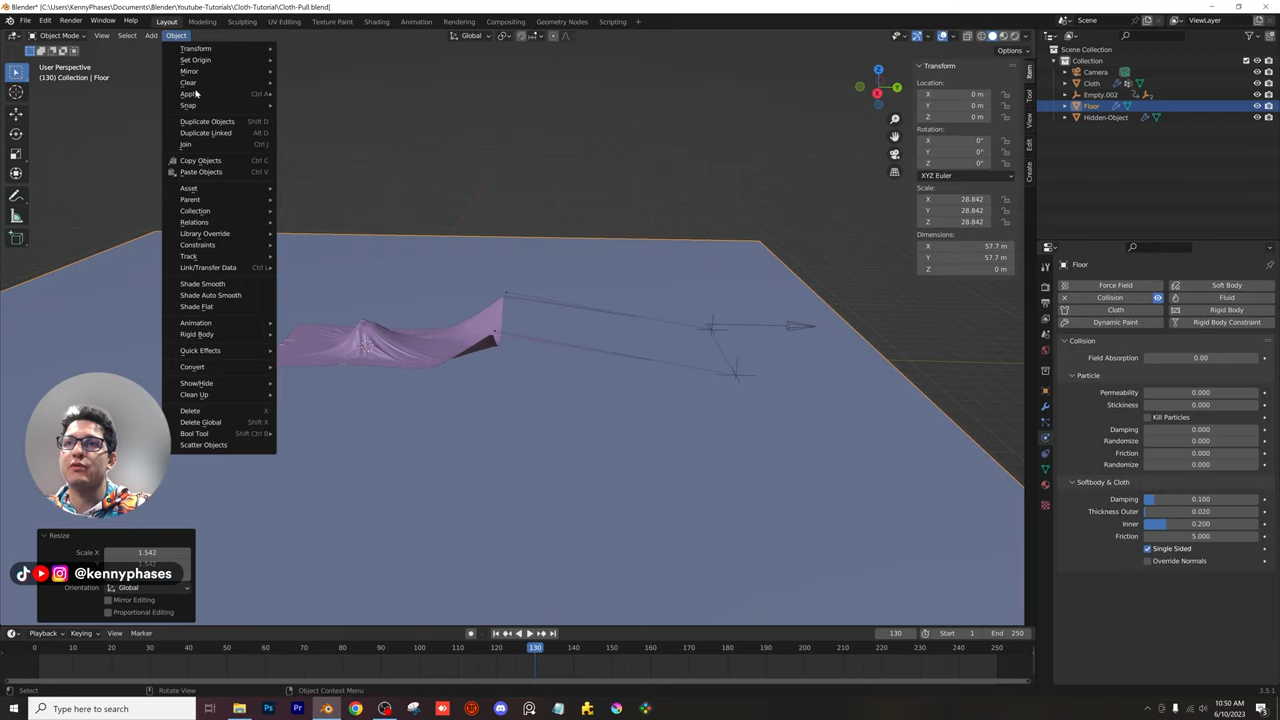 Blender* [C:\Users\KennyPhases\Documents\Youtube-Tutorials\Cloth-Tutorial\Cloth-Pull.blend]
File Edit Render Window Help Layout Modeling Sculpting UV Editing Texture Paint Shading Animation Rendering Compositing Geometry Nodes Scripting
Scene ViewLayer
Object Mode View Select Add Object Global
Options
User Perspective
(130) Collection | Floor
Transform
Set Origin
Mirror
Clear
Apply Ctrl A
Snap
Duplicate Objects Shift D
Duplicate Linked Alt D
Join Ctrl J
Copy Objects Ctrl C
Paste Objects Ctrl V
Asset
Parent
Collection
Relations
Library Override
Constraints
Track
Link/Transfer Data Ctrl L
Shade Smooth
Shade Auto Smooth
Shade Flat
Animation
Rigid Body
Quick Effects
Convert
Show/Hide
Clean Up
Delete X
Delete Global Shift X
Bool Tool Shift Ctrl B
Scatter Objects
X
Z
Transform
Location:
X 0 m
Y 0 m
Z 0 m
Rotation:
X 0°
Y 0°
Z 0°
XYZ Euler
Scale:
X 28.842
Y 28.842
Z 28.842
Dimensions:
X 57.7 m
Y 57.7 m
Z 0 m
Item
Tool
View
Edit
Create
Scene Collection
Collection
Camera
Cloth
Empty.002
Floor
Hidden-Object
Floor
Force Field Soft Body
Collision Fluid
Cloth Rigid Body
Dynamic Paint Rigid Body Constraint
Collision
Field Absorption 0.00
Particle
Permeability 0.000
Stickiness 0.000
Kill Particles
Damping 0.000
Randomize 0.000
Friction 0.000
Randomize 0.000
Softbody & Cloth
Damping 0.100
Thickness Outer 0.020
Inner 0.200
Friction 5.000
Single Sided
Override Normals
Resize
Scale X 1.542
@kennyphases
Orientation Global
Mirror Editing
Proportional Editing
Playback Keying View Marker
130 Start 1 End 250
0 10 20 30 40 50 60 70 80 90 100 110 120 130 140 150 160 170 180 190 200 210 220 230 240 250
Select Rotate View Object Context Menu
3.5.1
Type here to search
10:50 AM
6/10/2023